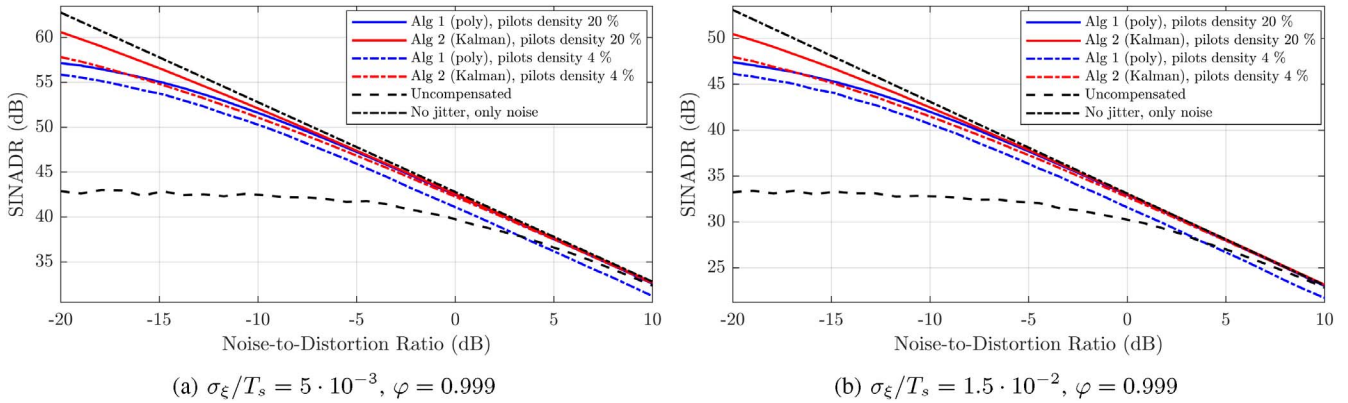 SINADR (dB)
60
55
50
45
40
35
-20 -15 -10 -5 0 5 10
Noise-to-Distortion Ratio (dB)
Alg 1 (poly), pilots density 20 %
Alg 2 (Kalman), pilots density 20 %
Alg 1 (poly), pilots density 4 %
Alg 2 (Kalman), pilots density 4 %
Uncompensated
No jitter, only noise
(a) σ_ξ/T_s = 5 · 10⁻³, φ = 0.999
SINADR (dB)
50
45
40
35
30
25
-20 -15 -10 -5 0 5 10
Noise-to-Distortion Ratio (dB)
Alg 1 (poly), pilots density 20 %
Alg 2 (Kalman), pilots density 20 %
Alg 1 (poly), pilots density 4 %
Alg 2 (Kalman), pilots density 4 %
Uncompensated
No jitter, only noise
(b) σ_ξ/T_s = 1.5 · 10⁻², φ = 0.999